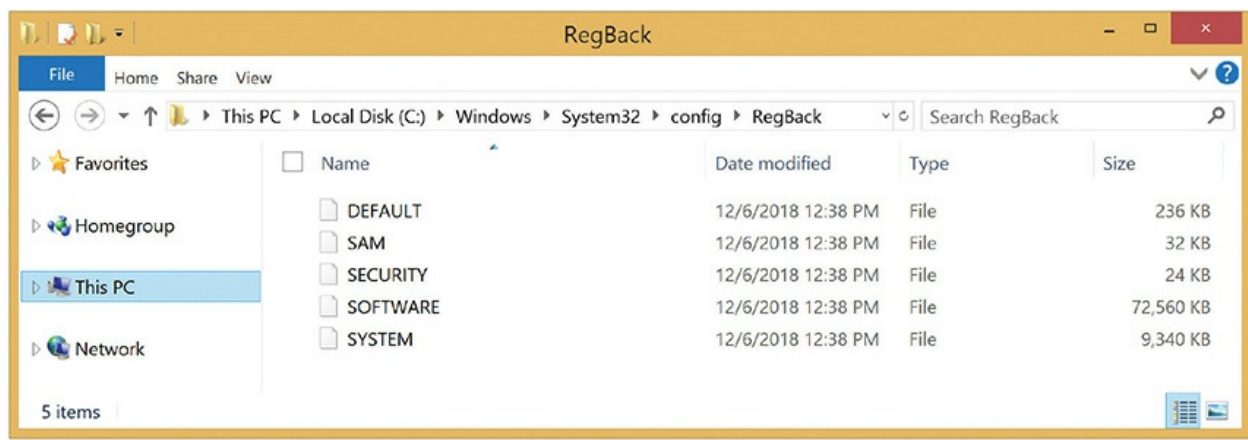 RegBack
File Home Share View
This PC Local Disk (C:) Windows System32 config RegBack Search RegBack
Favorites
Homegroup
This PC
Network
Name Date modified Type Size
DEFAULT 12/6/2018 12:38 PM File 236 KB
SAM 12/6/2018 12:38 PM File 32 KB
SECURITY 12/6/2018 12:38 PM File 24 KB
SOFTWARE 12/6/2018 12:38 PM File 72,560 KB
SYSTEM 12/6/2018 12:38 PM File 9,340 KB
5 items